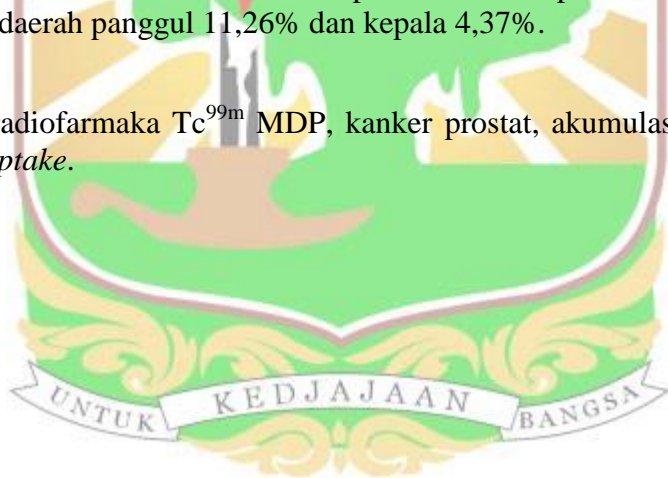 daerah panggul 11,26% dan kepala 4,37%.
adiofarmaka Tc⁹⁹ᵐ MDP, kanker prostat, akumulas
ptake.
UNTUK KEDJAJAAN BANGSA